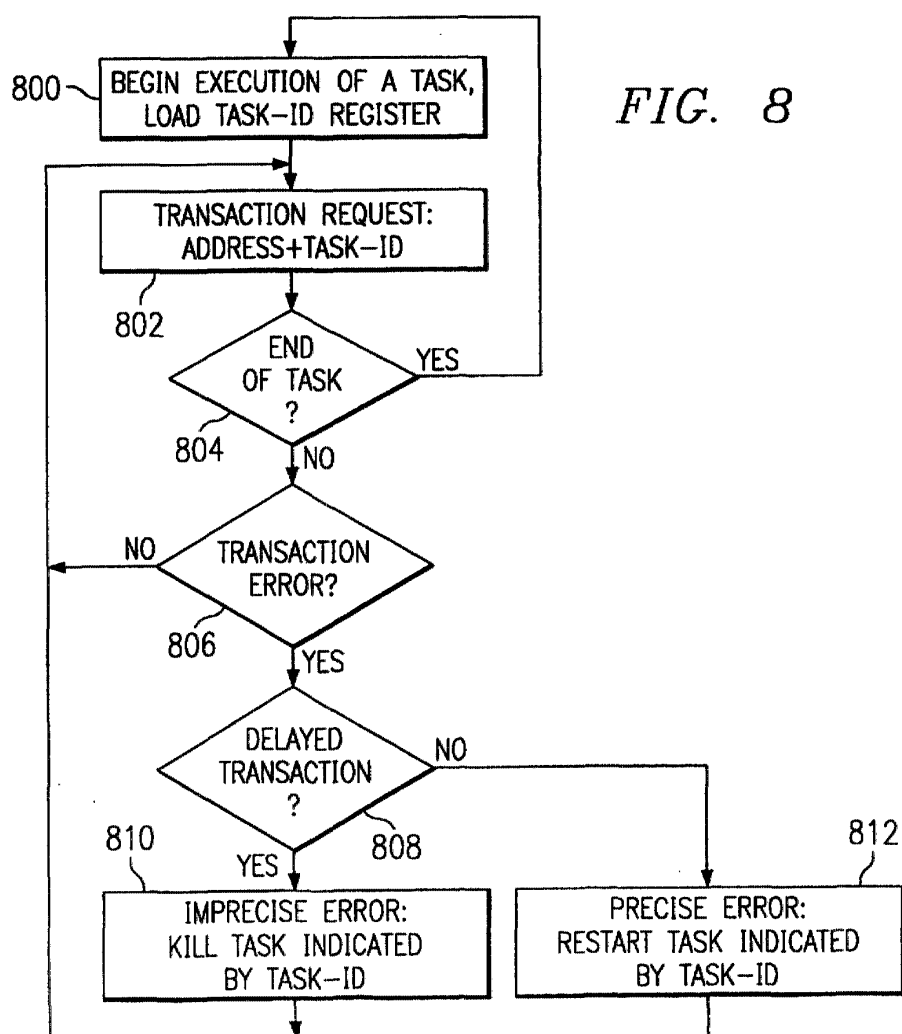 FIG. 8
800
BEGIN EXECUTION OF A TASK,
LOAD TASK-ID REGISTER
TRANSACTION REQUEST:
ADDRESS+TASK-ID
802
END
OF TASK
?
YES
804
NO
NO
TRANSACTION
ERROR?
806
YES
DELAYED
TRANSACTION
?
NO
808
YES
810
IMPRECISE ERROR:
KILL TASK INDICATED
BY TASK-ID
812
PRECISE ERROR:
RESTART TASK INDICATED
BY TASK-ID